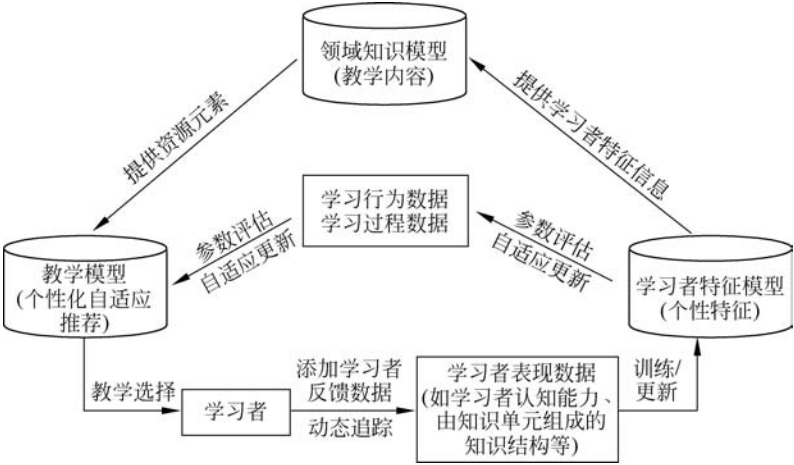 领域知识模型
(教学内容)
提供资源元素
提供学习者特征信息
学习行为数据
学习过程数据
参数评估
自适应更新
参数评估
自适应更新
教学模型
(个性化自适应
推荐)
学习者特征模型
(个性特征)
教学选择
学习者
添加学习者
反馈数据
动态追踪
学习者表现数据
(如学习者认知能力、
由知识单元组成的
知识结构等)
训练/
更新